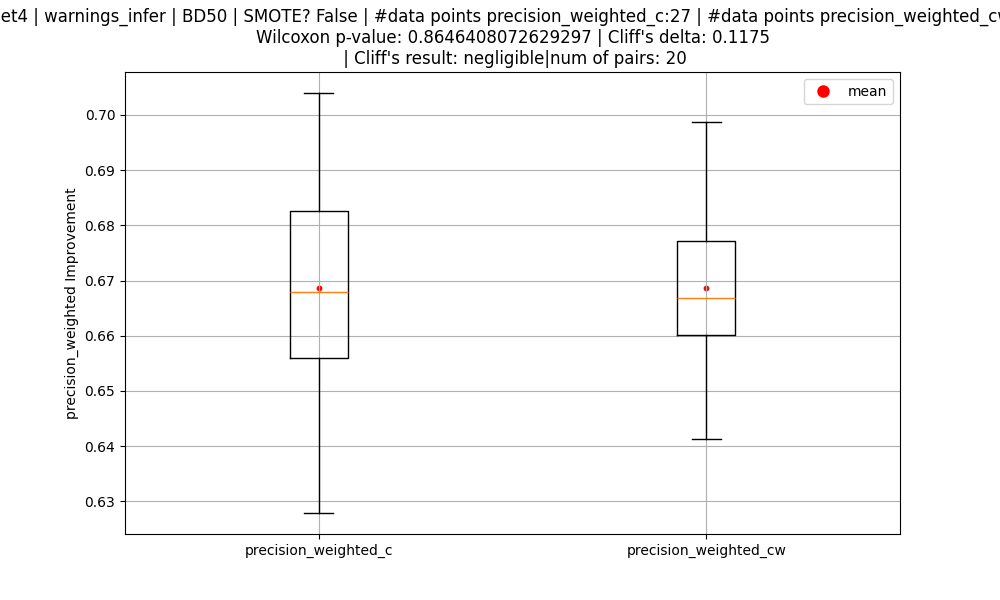 et4 | warnings_infer | BD50 | SMOTE? False | #data points precision_weighted_c:27 | #data points precision_weighted_cw
Wilcoxon p-value: 0.8646408072629297 | Cliff's delta: 0.1175
| Cliff's result: negligible|num of pairs: 20
mean
0.70
0.69
0.68
0.67
0.66
0.65
0.64
0.63
precision_weighted Improvement
precision_weighted_c
precision_weighted_cw